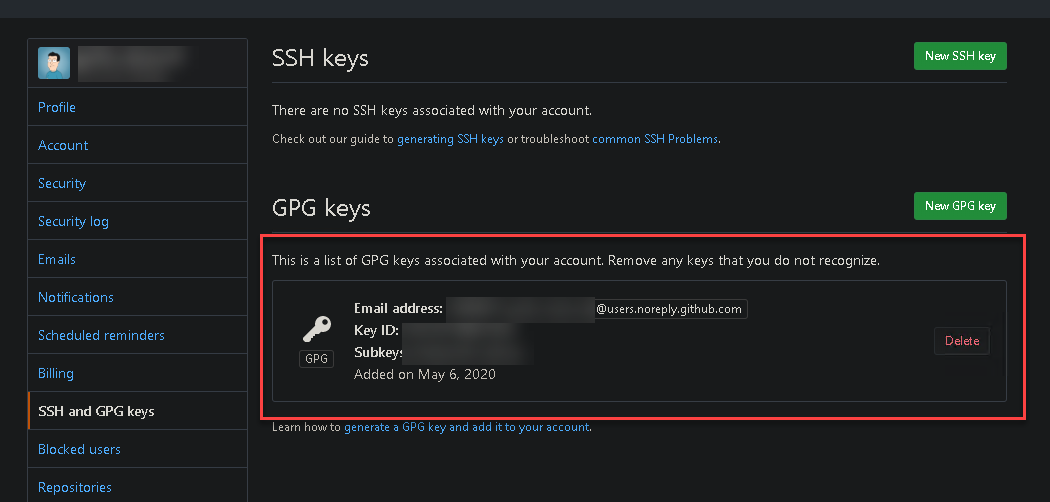 SSH keys
New SSH key
There are no SSH keys associated with your account.
Check out our guide to generating SSH keys or troubleshoot common SSH Problems.
Profile
Account
Security
Security log
Emails
Notifications
Scheduled reminders
Billing
SSH and GPG keys
Blocked users
Repositories
GPG keys
New GPG key
This is a list of GPG keys associated with your account. Remove any keys that you do not recognize.
GPG
Email address: @users.noreply.github.com
Key ID:
Subkeys
Added on May 6, 2020
Delete
Learn how to generate a GPG key and add it to your account.